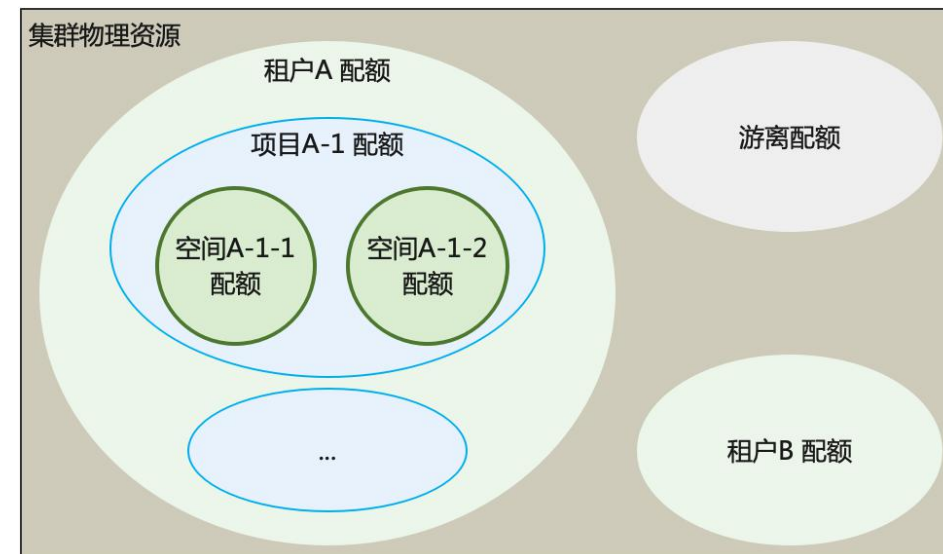 集群物理资源
租户A 配额
项目A-1 配额
空间A-1-1
配额
空间A-1-2
配额
...
游离配额
租户B 配额